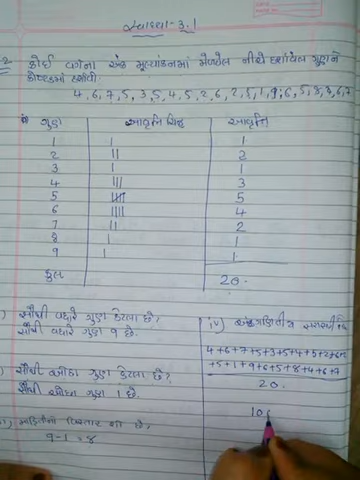 સ્વાધ્યાય-3.1
કોઈ વર્ગના અંક મૂલ્યાંકનમાં મેળવેલ નીચે દર્શાવેલ ગુણને
કોષ્ટકમાં દર્શાવો
4,6,7,5,3,5,4,5,2,6,2,5,1,9,6,5,8,4,6,7
ગુણ આવૃત્તિ ચિહ્ન આવૃત્તિ
1 | 1
2 || 2
3 | 1
4 ||| 3
5 |||| 5
6 |||| 4
7 || 2
8 | 1
9 | 1
કુલ 20.
સૌથી વધારે ગુણ કેટલા છે,
સૌથી વધારે ગુણ 9 છે.
સૌથી ઓછા ગુણ કેટલા છે?
સૌથી ઓછા ગુણ 1 છે.
માહિતીનો વિસ્તાર શો છે,
9-1 = 8
iv)
4+6+7+5+3+5+4+5+2+6+
+5+1+9+6+5+8+4+6+7
20.
10